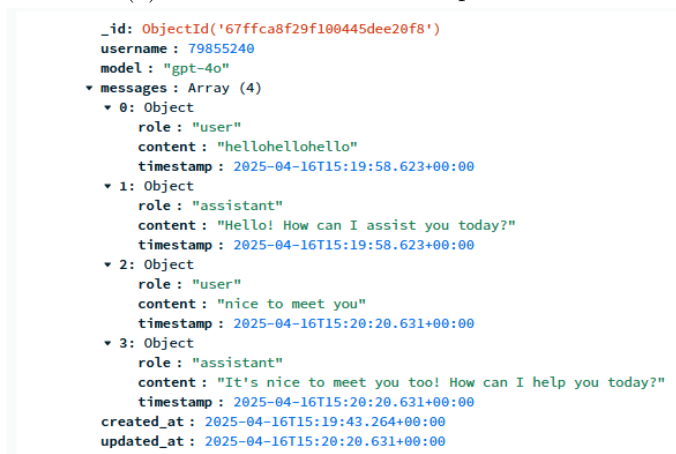 _id: ObjectId('67ffca8f29f100445dee20f8')
username : 79855240
model : "gpt-4o"
messages : Array (4)
0: Object
role : "user"
content : "hellohellohello"
timestamp : 2025-04-16T15:19:58.623+00:00
1: Object
role : "assistant"
content : "Hello! How can I assist you today?"
timestamp : 2025-04-16T15:19:58.623+00:00
2: Object
role : "user"
content : "nice to meet you"
timestamp : 2025-04-16T15:20:20.631+00:00
3: Object
role : "assistant"
content : "It's nice to meet you too! How can I help you today?"
timestamp : 2025-04-16T15:20:20.631+00:00
created_at : 2025-04-16T15:19:43.264+00:00
updated_at : 2025-04-16T15:20:20.631+00:00